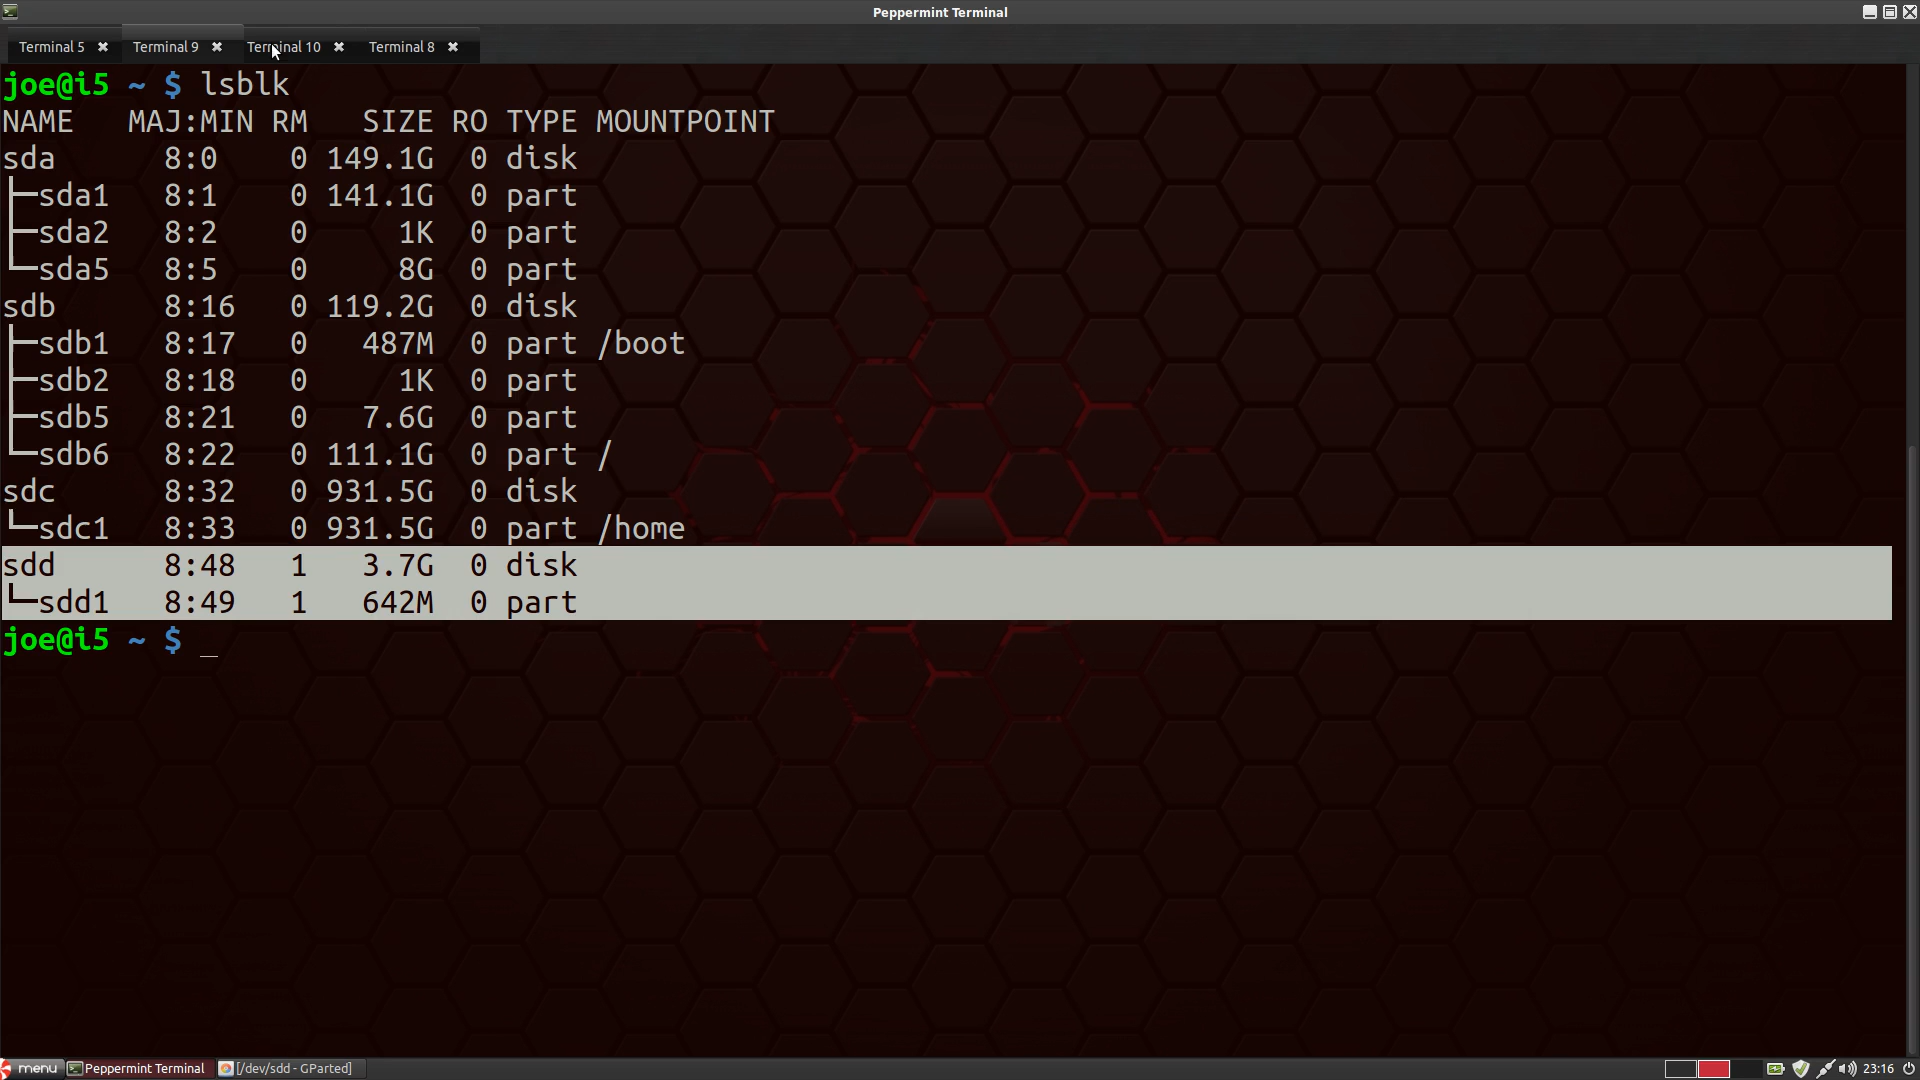 Peppermint Terminal
Terminal 5 Terminal 9 Terminal 10 Terminal 8
joe@i5 ~ $ lsblk
NAME   MAJ:MIN RM   SIZE RO TYPE MOUNTPOINT
sda      8:0    0 149.1G  0 disk
├─sda1   8:1    0 141.1G  0 part
├─sda2   8:2    0     1K  0 part
└─sda5   8:5    0     8G  0 part
sdb      8:16   0 119.2G  0 disk
├─sdb1   8:17   0   487M  0 part /boot
├─sdb2   8:18   0     1K  0 part
├─sdb5   8:21   0   7.6G  0 part
└─sdb6   8:22   0 111.1G  0 part /
sdc      8:32   0 931.5G  0 disk
└─sdc1   8:33   0 931.5G  0 part /home
sdd      8:48   1   3.7G  0 disk
└─sdd1   8:49   1   642M  0 part
joe@i5 ~ $ _
menu Peppermint Terminal [/dev/sdd - GParted] 23:16